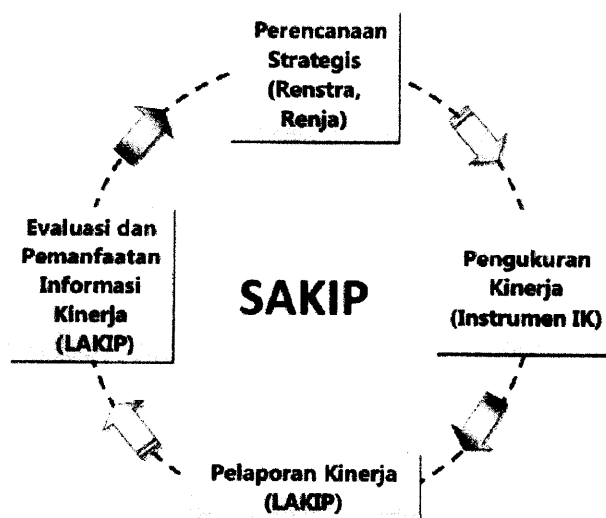 Perencanaan
Strategis
(Renstra,
Renja)
Evaluasi dan
Pemanfaatan
Informasi
Kinerja
(LAKIP)
SAKIP
Pengukuran
Kinerja
(Instrumen IK)
Pelaporan Kinerja
(LAKIP)